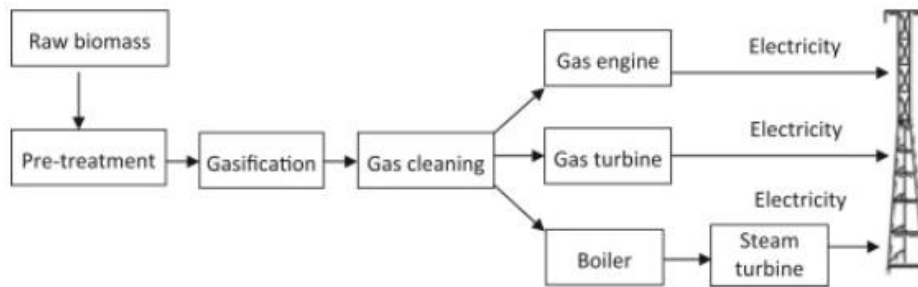 Raw biomass
Pre-treatment
Gasification
Gas cleaning
Gas engine
Electricity
Gas turbine
Electricity
Boiler
Steam
turbine
Electricity